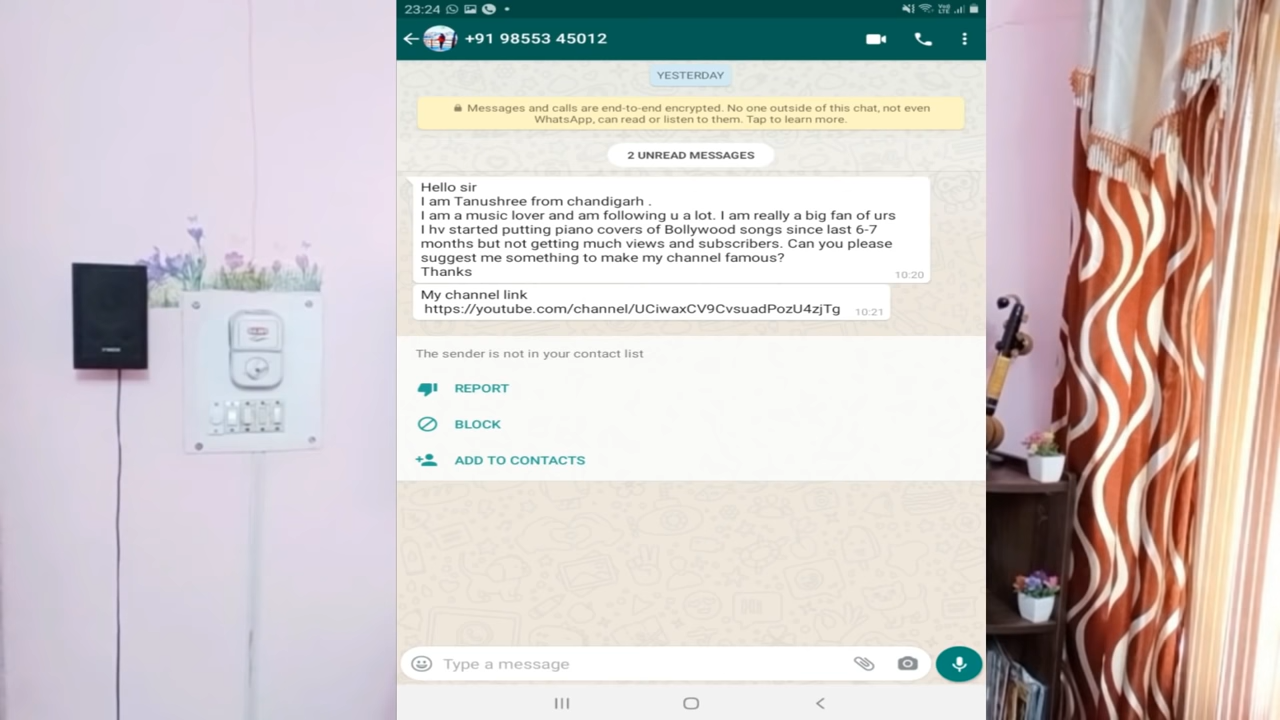 23:24
+91 98553 45012
YESTERDAY
Messages and calls are end-to-end encrypted. No one outside of this chat, not even
WhatsApp, can read or listen to them. Tap to learn more.
2 UNREAD MESSAGES
Hello sir
I am Tanushree from chandigarh .
I am a music lover and am following u a lot. I am really a big fan of urs
I hv started putting piano covers of Bollywood songs since last 6-7
months but not getting much views and subscribers. Can you please
suggest me something to make my channel famous?
Thanks
10:20
My channel link
https://youtube.com/channel/UCiwaxCV9CvsuadPozU4zjTg
10:21
The sender is not in your contact list
REPORT
BLOCK
ADD TO CONTACTS
Type a message